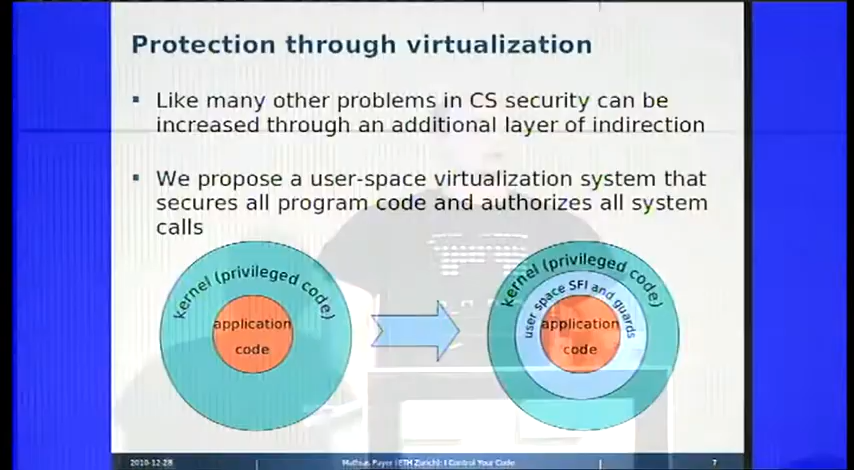 Protection through virtualization
Like many other problems in CS security can be
increased through an additional layer of indirection
We propose a user-space virtualization system that
secures all program code and authorizes all system
calls
kernel (privileged code)
application
code
kernel (privileged code)
user space SFI and guards
application
code
2010-12-28
Mathias Payer (ETH Zurich): I Control Your Code
7